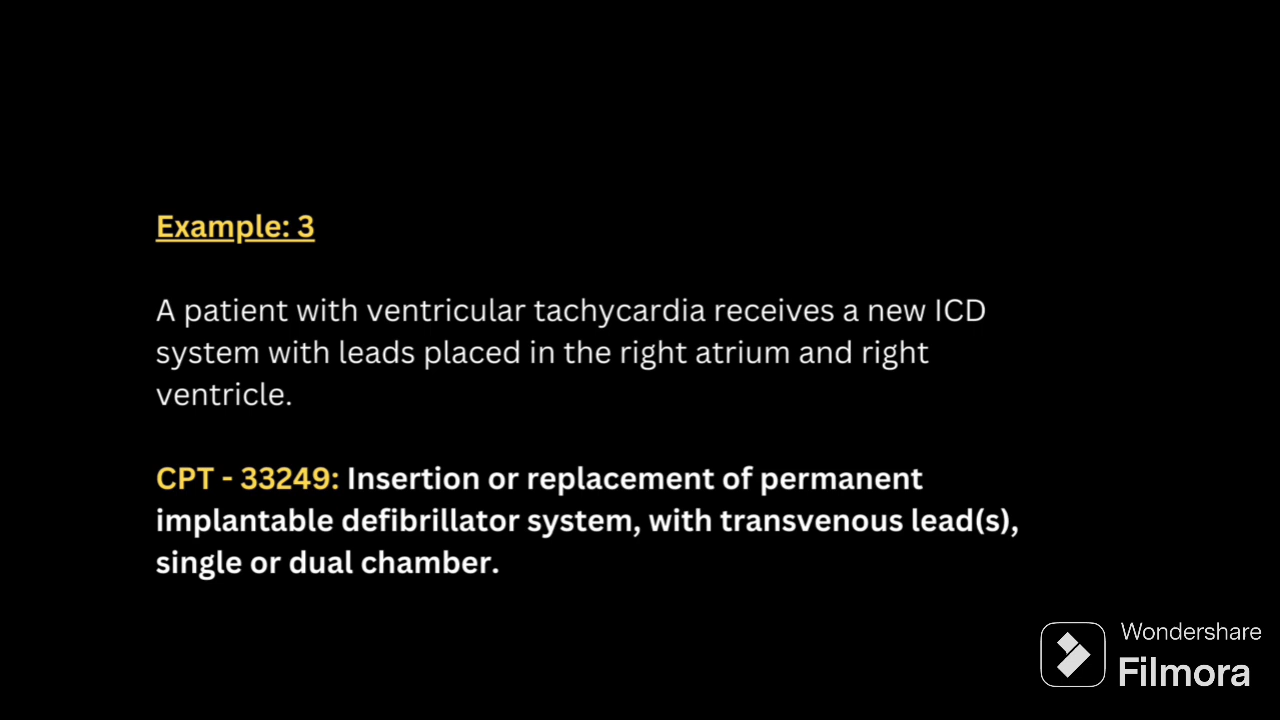 Example: 3
A patient with ventricular tachycardia receives a new ICD
system with leads placed in the right atrium and right
ventricle.
CPT - 33249: Insertion or replacement of permanent
implantable defibrillator system, with transvenous lead(s),
single or dual chamber.
Wondershare
Filmora